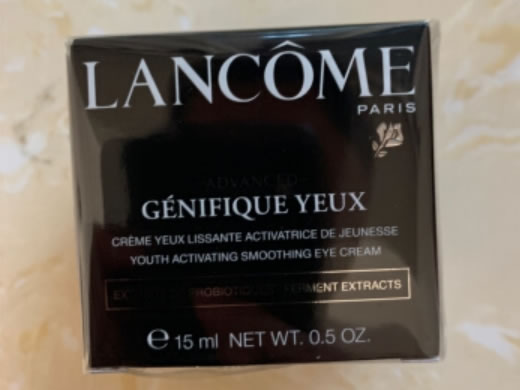 LANCÔME
PARIS
ADVANCED
GÉNIFIQUE YEUX
CRÈME YEUX LISSANTE ACTIVATRICE DE JEUNESSE
YOUTH ACTIVATING SMOOTHING EYE CREAM
FERMENT EXTRACTS
℮ 15 ml NET WT. 0.5 OZ.